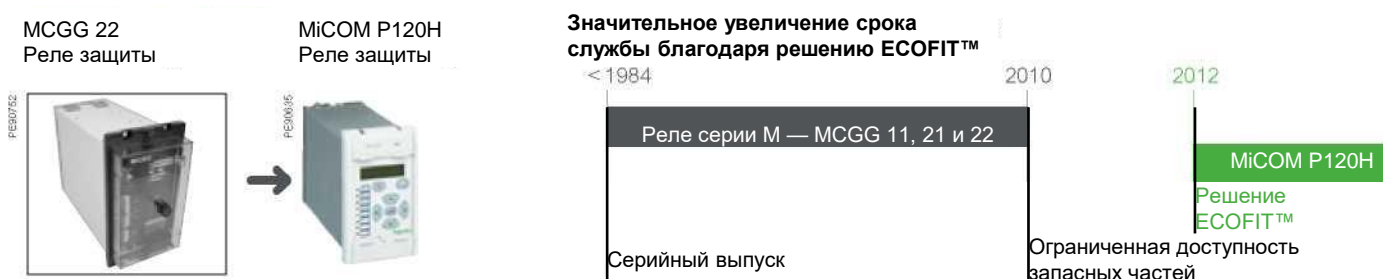 MCGG 22
Реле защиты
MiCOM P120H
Реле защиты
PE90752
PE90635
Значительное увеличение срока
службы благодаря решению ECOFIT™
< 1984
2010
2012
Реле серии М — MCGG 11, 21 и 22
MiCOM P120H
Решение
ECOFIT™
Серийный выпуск
Ограниченная доступность
запасных частей